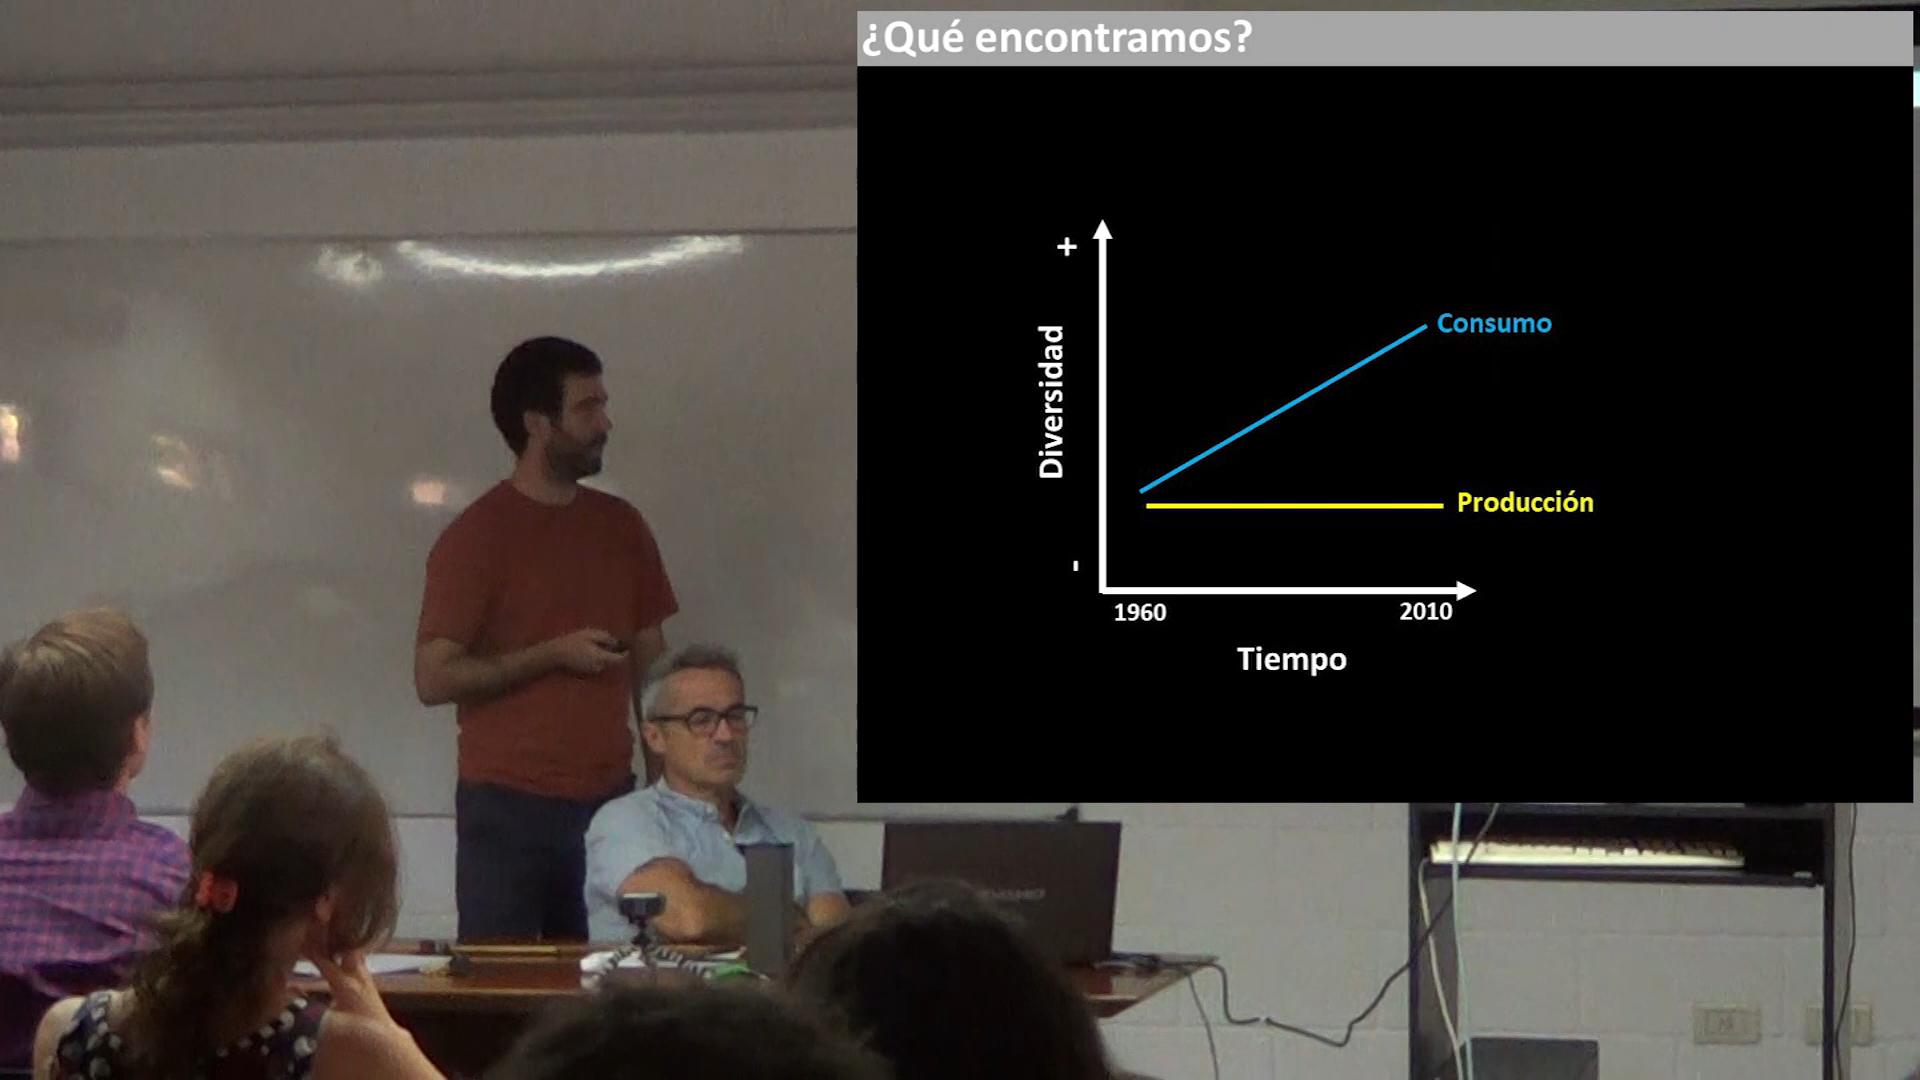 ¿Qué encontramos?
+
Consumo
Diversidad
Producción
-
1960
2010
Tiempo